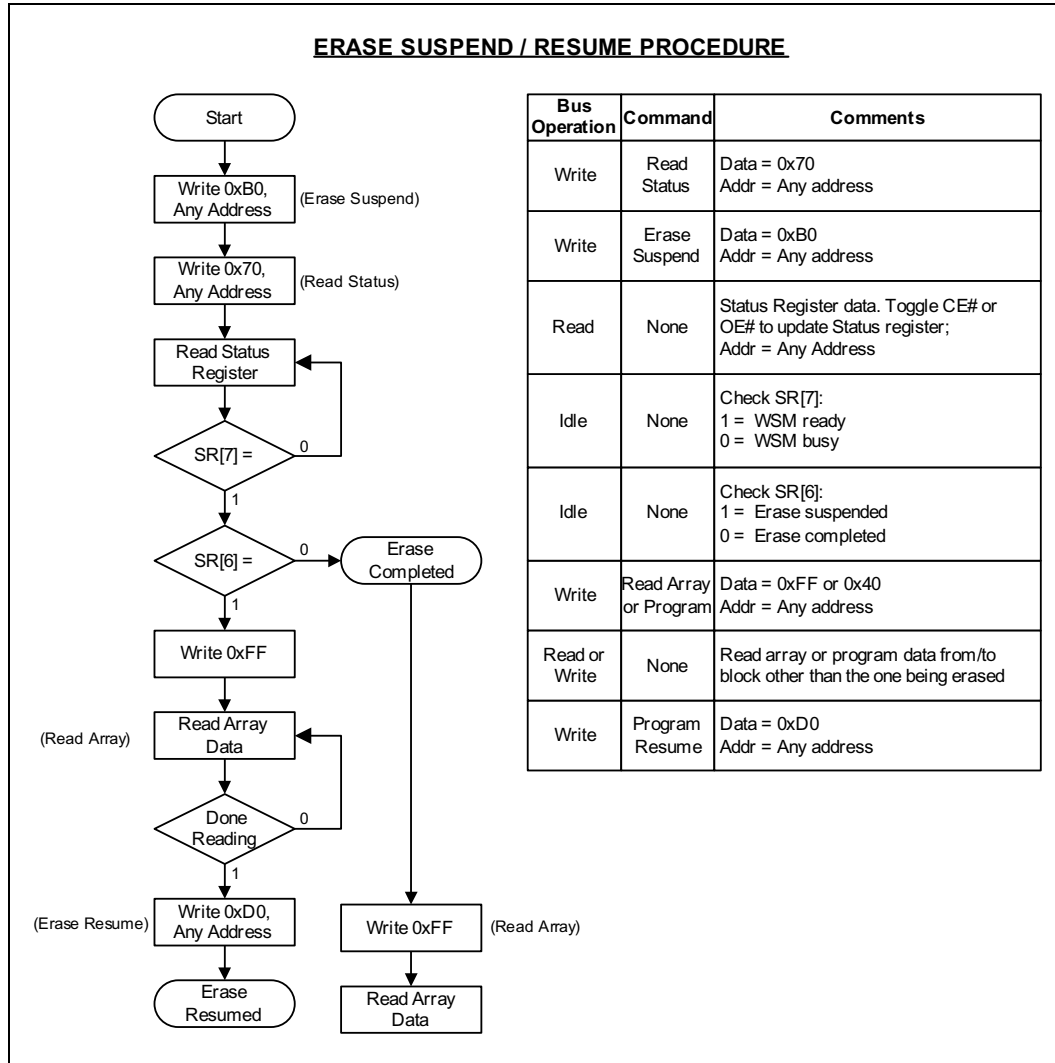 ERASE SUSPEND / RESUME PROCEDURE
Start
Write 0xB0,
Any Address
(Erase Suspend)
Write 0x70,
Any Address
(Read Status)
Read Status
Register
SR[7] =
0
1
SR[6] =
0
Erase
Completed
1
Write 0xFF
Read Array
Data
(Read Array)
Done
Reading
0
1
Write 0xD0,
Any Address
(Erase Resume)
Erase
Resumed
Write 0xFF
(Read Array)
Read Array
Data
Bus
Operation
Command
Comments
Write
Read
Status
Data = 0x70
Addr = Any address
Write
Erase
Suspend
Data = 0xB0
Addr = Any address
Read
None
Status Register data. Toggle CE# or
OE# to update Status register;
Addr = Any Address
Idle
None
Check SR[7]:
1 = WSM ready
0 = WSM busy
Idle
None
Check SR[6]:
1 = Erase suspended
0 = Erase completed
Write
Read Array
or Program
Data = 0xFF or 0x40
Addr = Any address
Read or
Write
None
Read array or program data from/to
block other than the one being erased
Write
Program
Resume
Data = 0xD0
Addr = Any address